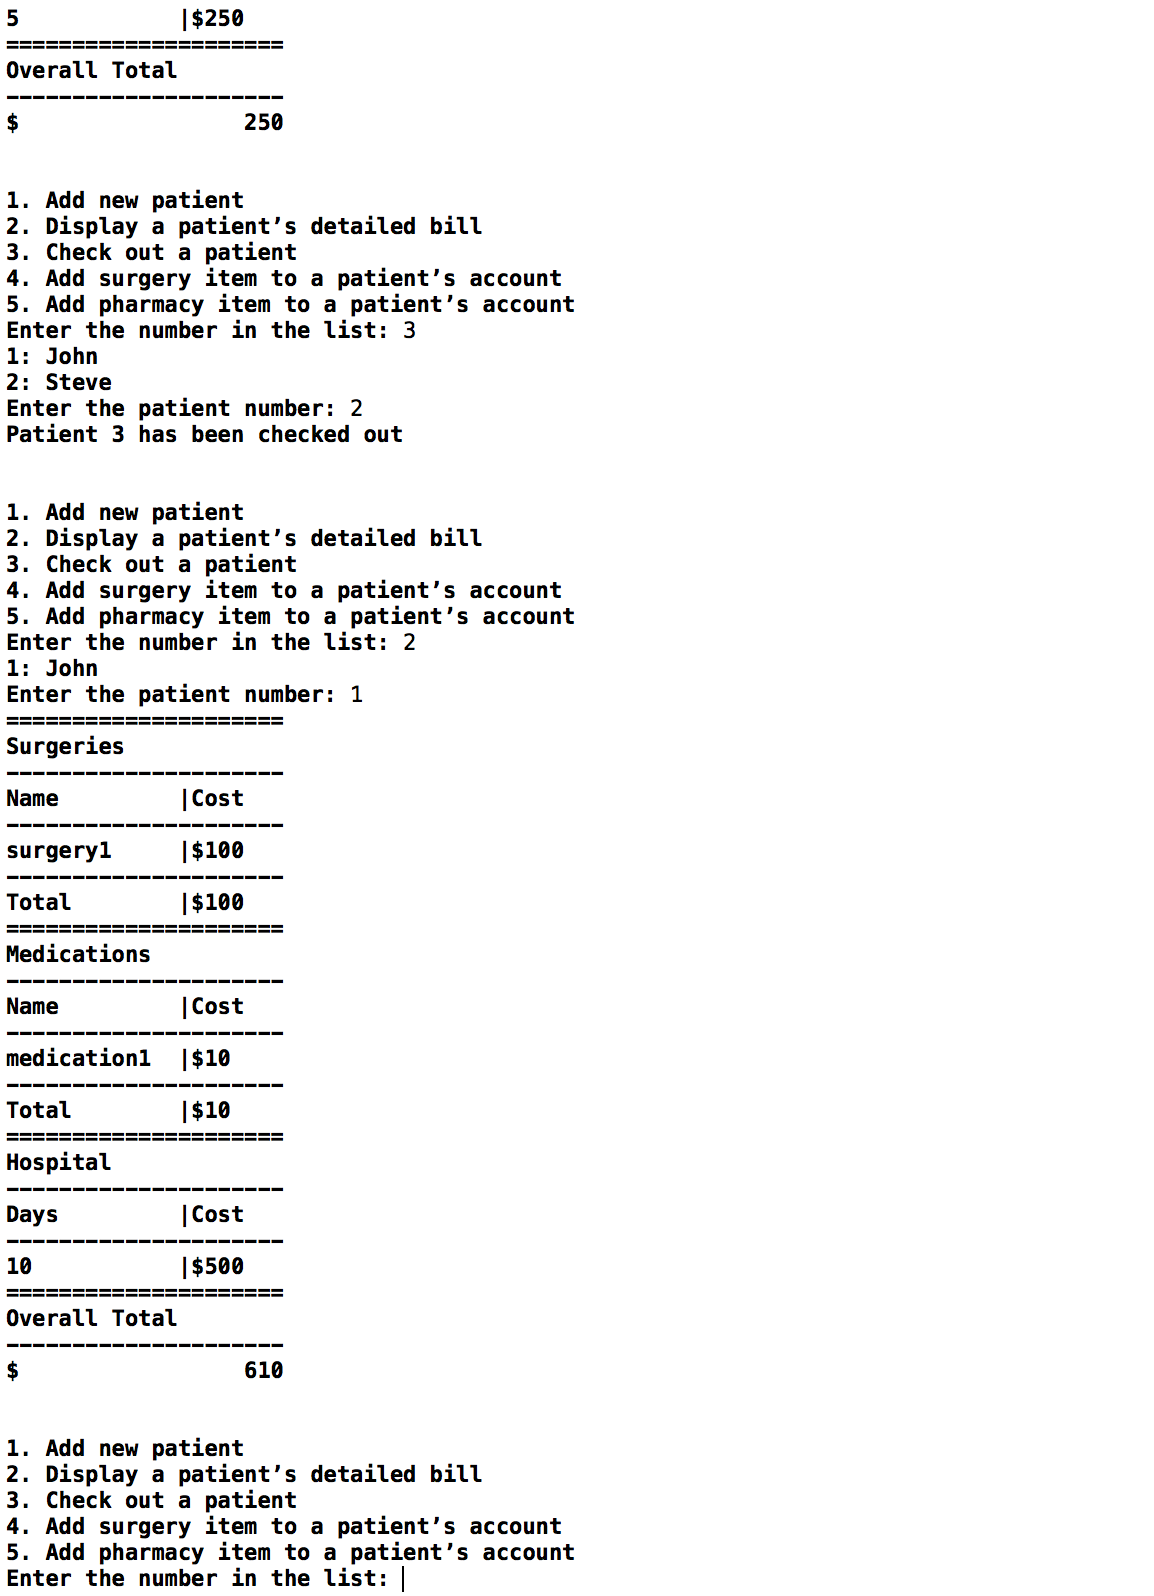 5            |$250
=====================
Overall Total
---------------------
$                 250
1. Add new patient
2. Display a patient’s detailed bill
3. Check out a patient
4. Add surgery item to a patient’s account
5. Add pharmacy item to a patient’s account
Enter the number in the list: 3
1: John
2: Steve
Enter the patient number: 2
Patient 3 has been checked out
1. Add new patient
2. Display a patient’s detailed bill
3. Check out a patient
4. Add surgery item to a patient’s account
5. Add pharmacy item to a patient’s account
Enter the number in the list: 2
1: John
Enter the patient number: 1
=====================
Surgeries
---------------------
Name         |Cost
---------------------
surgery1     |$100
---------------------
Total        |$100
=====================
Medications
---------------------
Name         |Cost
---------------------
medication1  |$10
---------------------
Total        |$10
=====================
Hospital
---------------------
Days         |Cost
---------------------
10           |$500
=====================
Overall Total
---------------------
$                 610
1. Add new patient
2. Display a patient’s detailed bill
3. Check out a patient
4. Add surgery item to a patient’s account
5. Add pharmacy item to a patient’s account
Enter the number in the list: